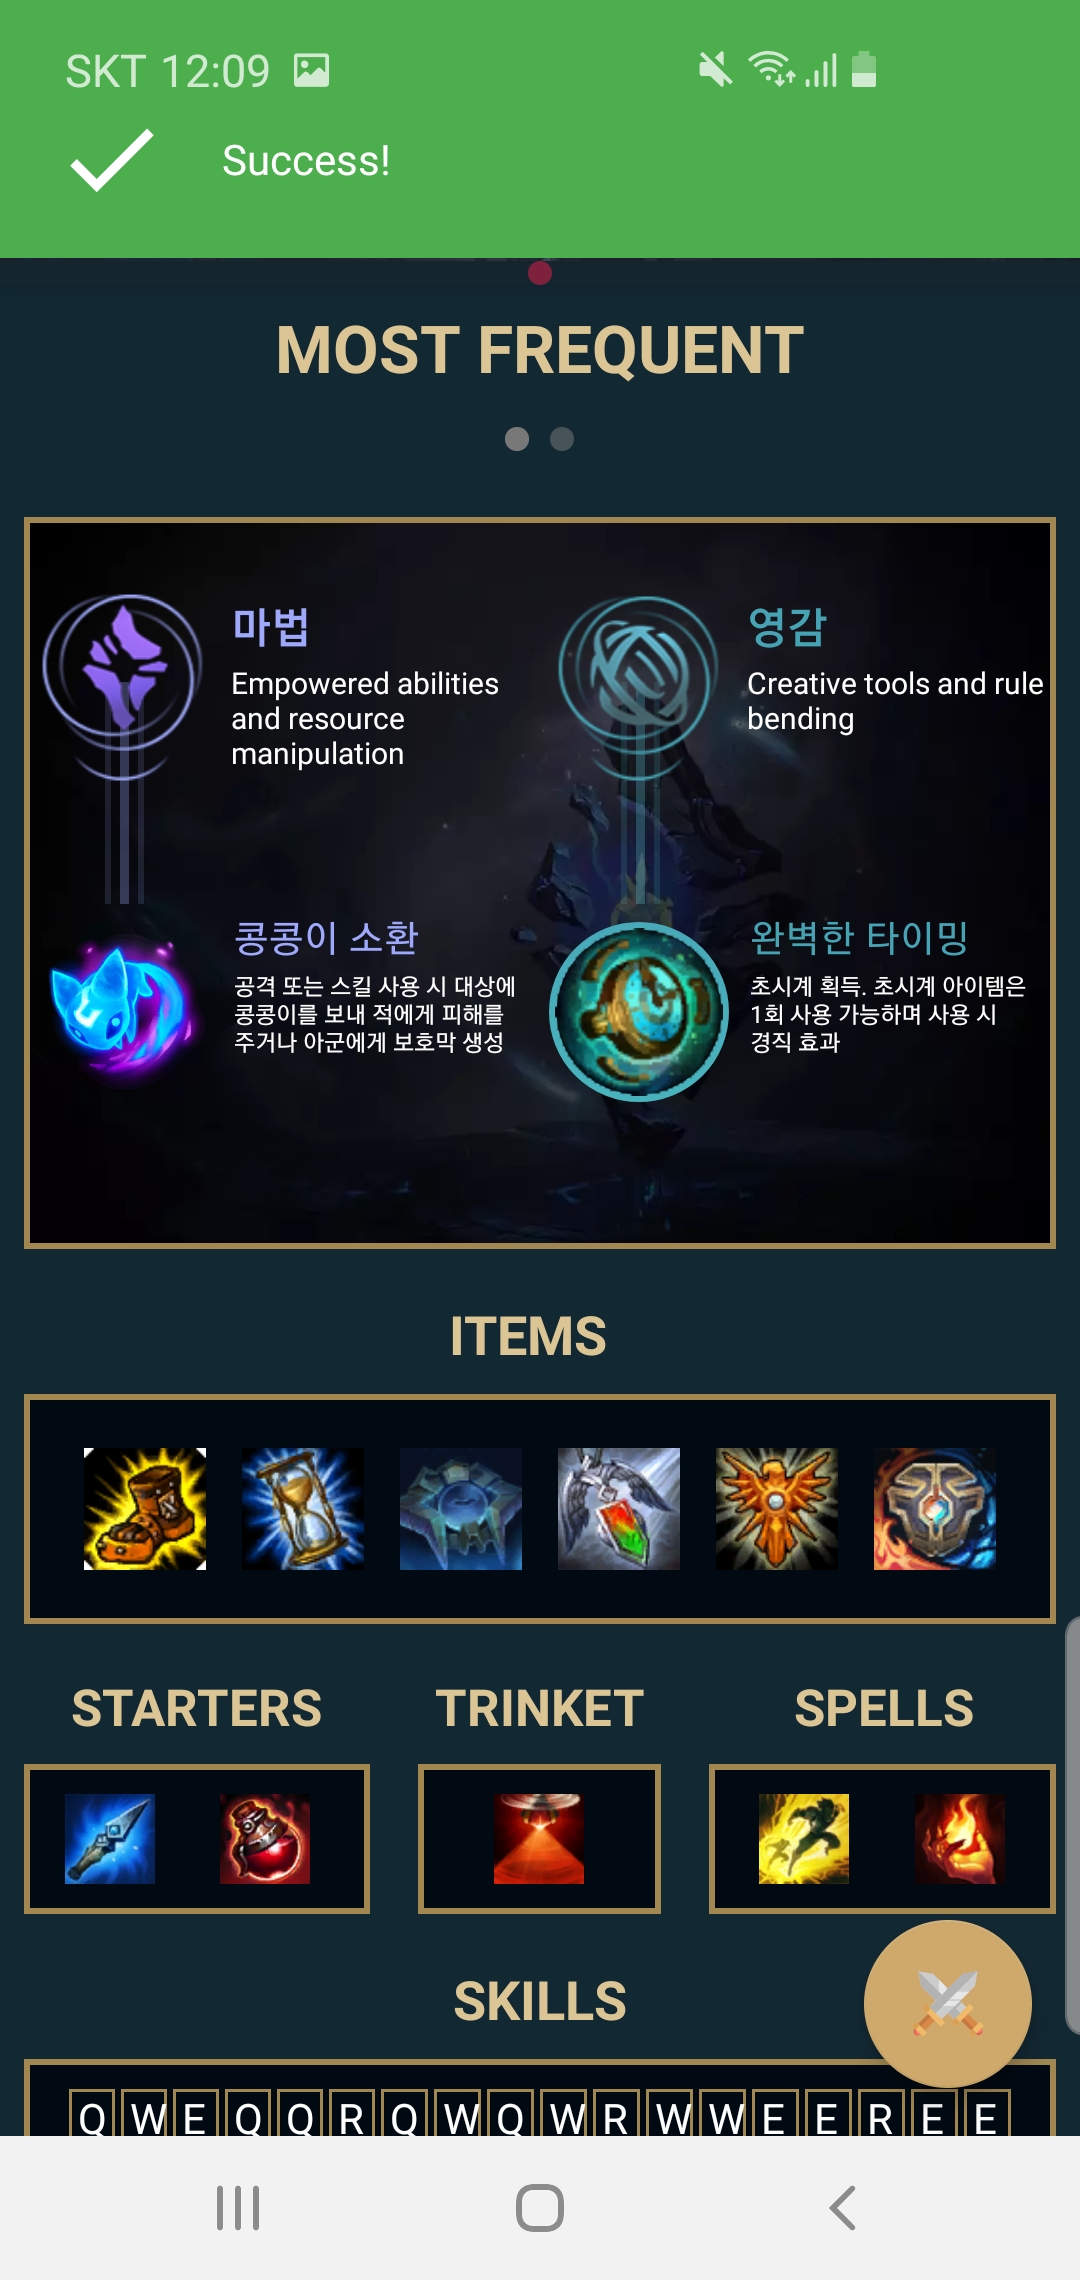 SKT 12:09
Success!
MOST FREQUENT
마법
Empowered abilities
and resource
manipulation
영감
Creative tools and rule
bending
콩콩이 소환
공격 또는 스킬 사용 시 대상에
콩콩이를 보내 적에게 피해를
주거나 아군에게 보호막 생성
완벽한 타이밍
초시계 획득. 초시계 아이템은
1회 사용 가능하며 사용 시
경직 효과
ITEMS
STARTERS
TRINKET
SPELLS
SKILLS
Q W E Q Q R Q W Q W R W W E E R E E